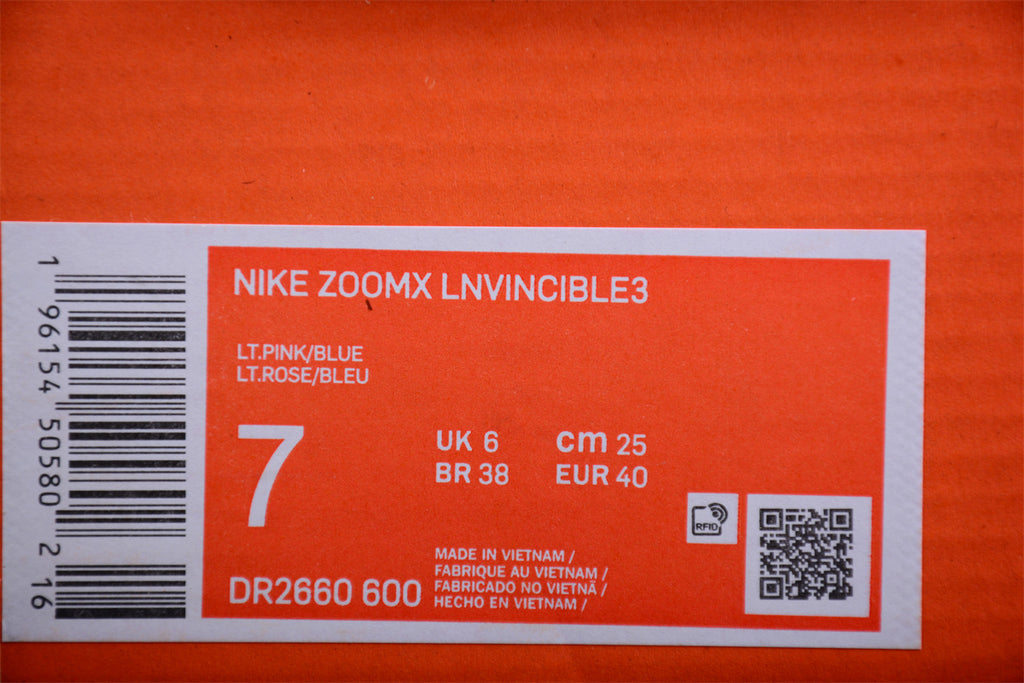 NIKE ZOOMX LNVINCIBLE3
LT.PINK/BLUE
LT.ROSE/BLEU
7
UK 6 cm 25
BR 38 EUR 40
RFID
MADE IN VIETNAM /
FABRIQUE AU VIETNAM /
FABRICADO NO VIETNÃ /
HECHO EN VIETNAM /
DR2660 600
1 96154 50580 2 16